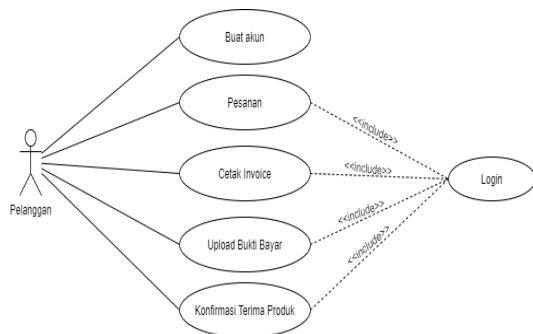 Buat akun
Pesanan
<<include>>
Cetak Invoice
<<include>>
Login
Pelanggan
<<include>>
Upload Bukti Bayar
<<include>>
Konfirmasi Terima Produk